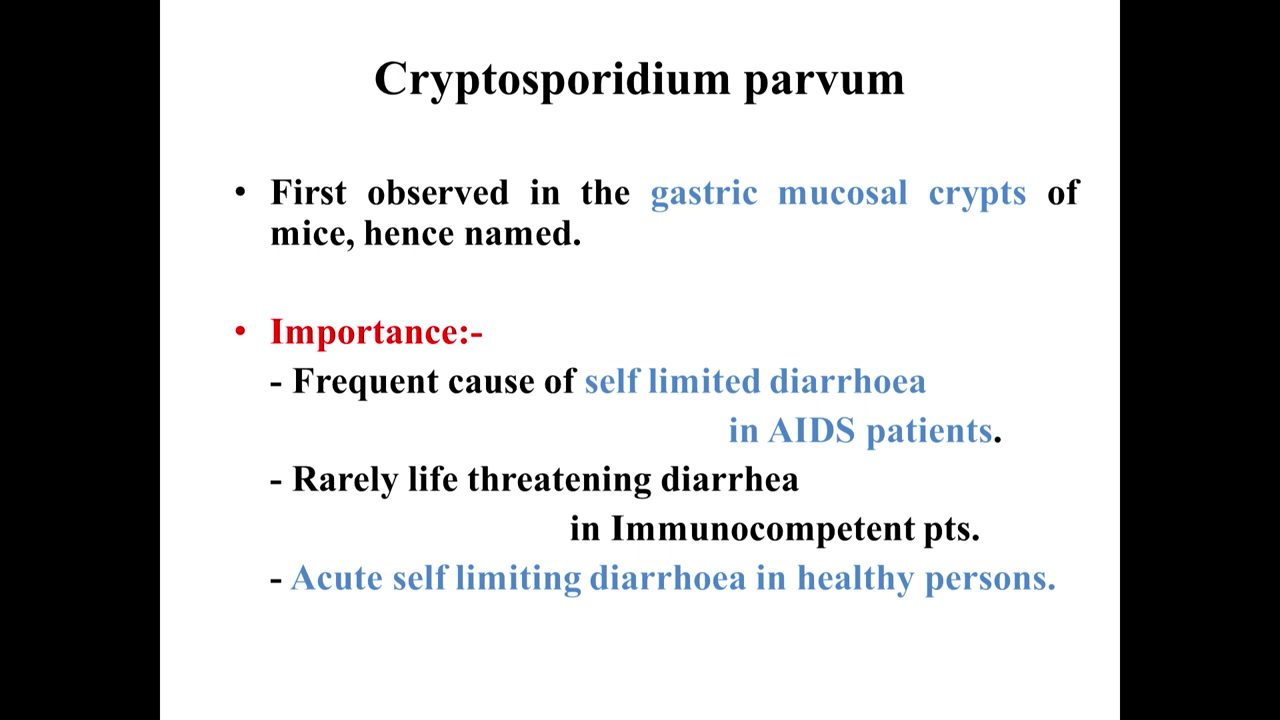 Cryptosporidium parvum
• First observed in the gastric mucosal crypts of
mice, hence named.
• Importance:-
- Frequent cause of self limited diarrhoea
in AIDS patients.
- Rarely life threatening diarrhea
in Immunocompetent pts.
- Acute self limiting diarrhoea in healthy persons.